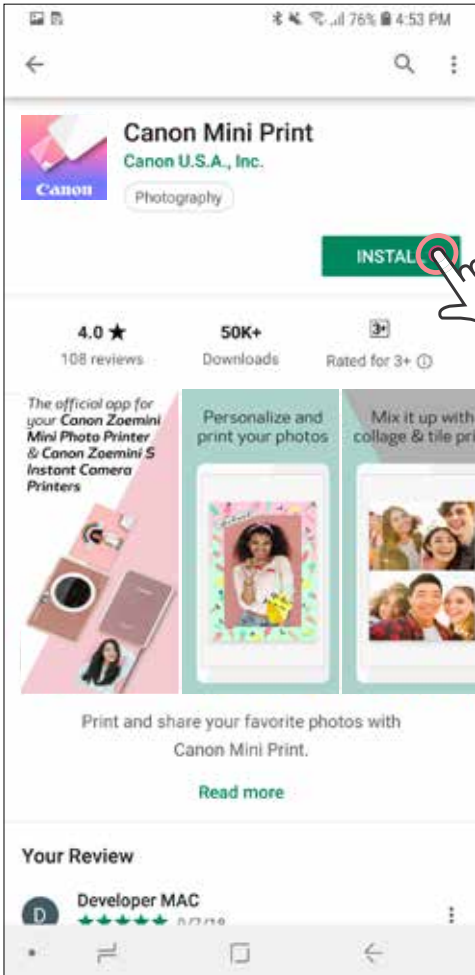 76% 4:53 PM
Canon Mini Print
Canon U.S.A., Inc.
Canon
Photography
INSTALL
4.0 ★
50K+
3+
108 reviews
Downloads
Rated for 3+
The official app for
your Canon Zoemini
Mini Photo Printer
& Canon Zoemini S
Instant Camera
Printers
Personalize and
print your photos
Mix it up with
collage & tile pri
Print and share your favorite photos with
Canon Mini Print.
Read more
Your Review
D
Developer MAC
★★★★★